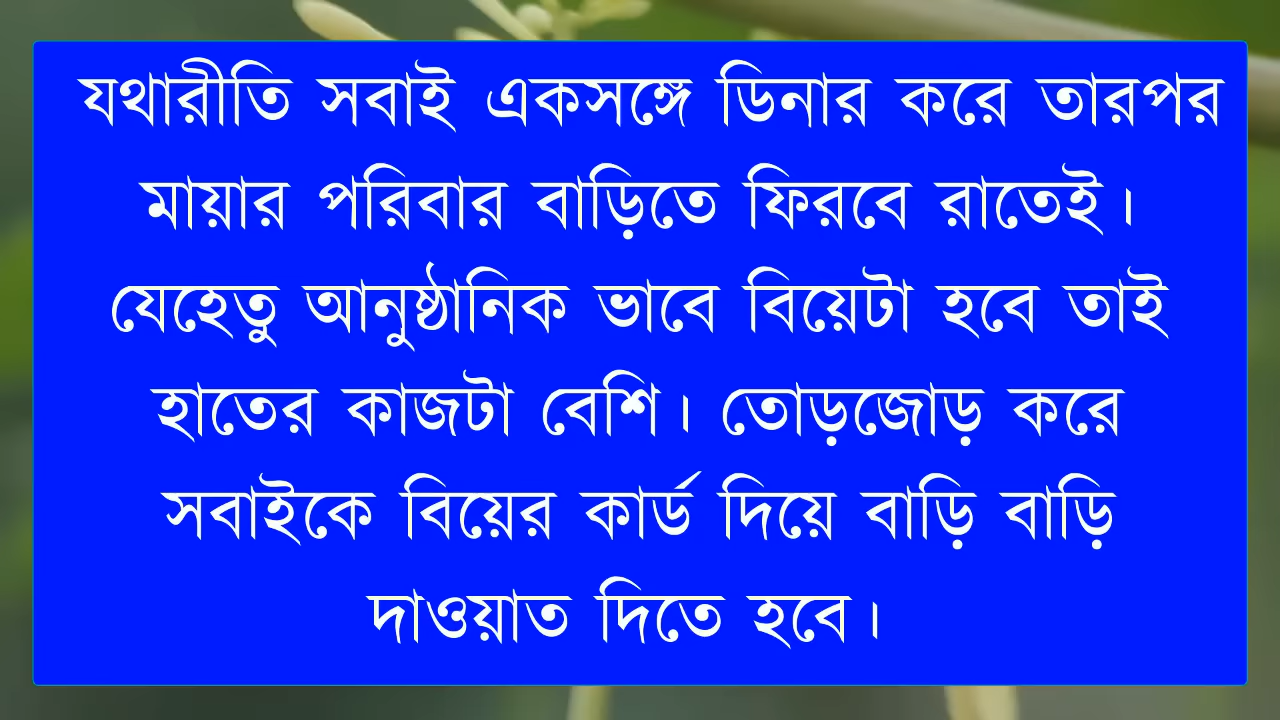 যথারীতি সবাই একসঙ্গে ডিনার করে তারপর
মায়ার পরিবার বাড়িতে ফিরবে রাতেই।
যেহেতু আনুষ্ঠানিক ভাবে বিয়েটা হবে তাই
হাতের কাজটা বেশি। তোড়জোড় করে
সবাইকে বিয়ের কার্ড দিয়ে বাড়ি বাড়ি
দাওয়াত দিতে হবে।